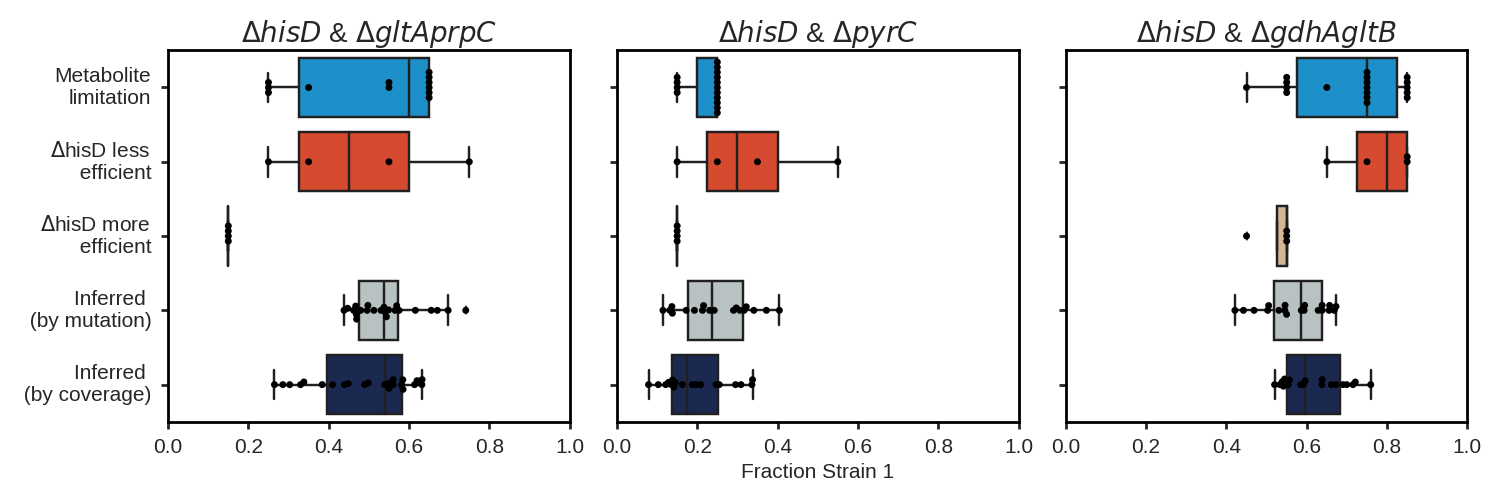 ΔhisD & ΔgltAprpC
ΔhisD & ΔpyrC
ΔhisD & ΔgdhAgltB
Metabolite
limitation
ΔhisD less
efficient
ΔhisD more
efficient
Inferred
(by mutation)
Inferred
(by coverage)
0.0 0.2 0.4 0.6 0.8 1.0
0.0 0.2 0.4 0.6 0.8 1.0
0.0 0.2 0.4 0.6 0.8 1.0
Fraction Strain 1